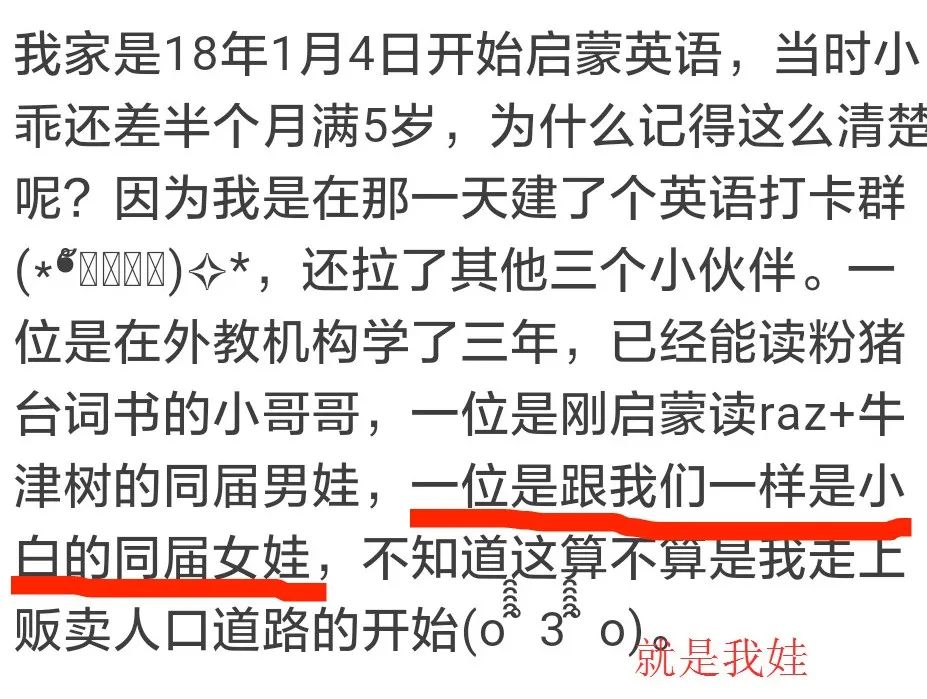 我家是18年1月4日开始启蒙英语，当时小
乖还差半个月满5岁，为什么记得这么清楚
呢？因为我是在那一天建了个英语打卡群
(*)✧*，还拉了其他三个小伙伴。一
位是在外教机构学了三年，已经能读粉猪
台词书的小哥哥，一位是刚启蒙读raz+牛
津树的同届男娃，一位是跟我们一样是小
白的同届女娃，不知道这算不算是我走上
贩卖人口道路的开始(o 3 o)。
就是我娃